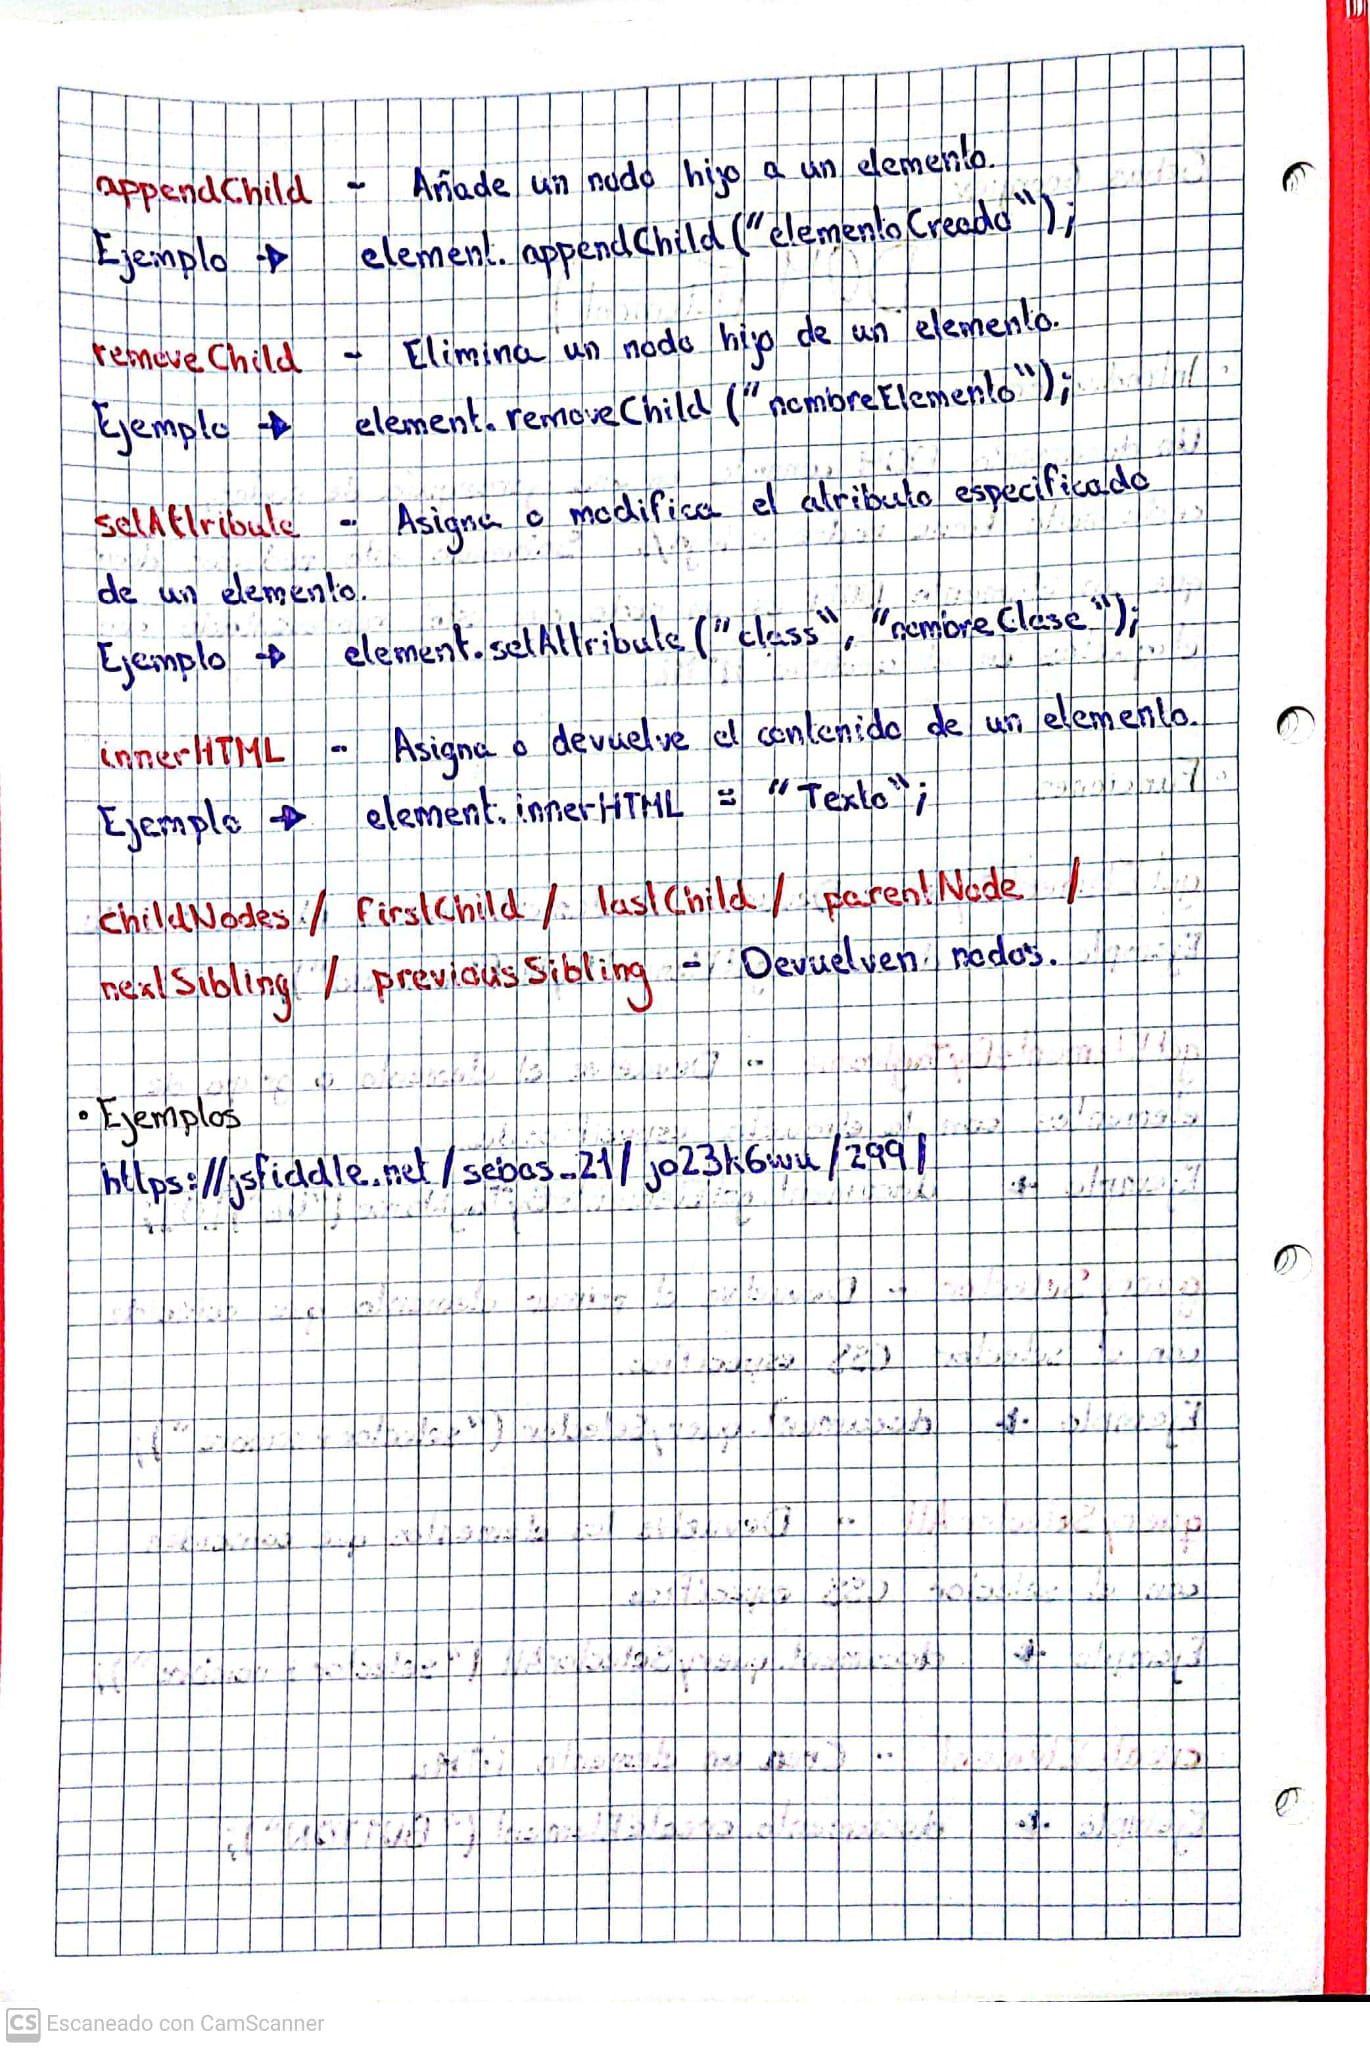 appendChild - Añade un nodo hijo a un elemento.
Ejemplo → element.appendChild("elementoCreado");
removeChild - Elimina un nodo hijo de un elemento.
Ejemplo → element.removeChild("nombreElemento");
setAttribute - Asigna o modifica el atributo especificado
de un elemento.
Ejemplo → element.setAttribute("class", "nombreClase");
innerHTML - Asigna o devuelve el contenido de un elemento.
Ejemplo → element.innerHTML = "Texto";
childNodes / firstChild / lastChild / parentNode /
nextSibling / previousSibling - Devuelven nodos.
• Ejemplos
https://jsfiddle.net/sebas_21/jo23k6wu/299/
CS Escaneado con CamScanner